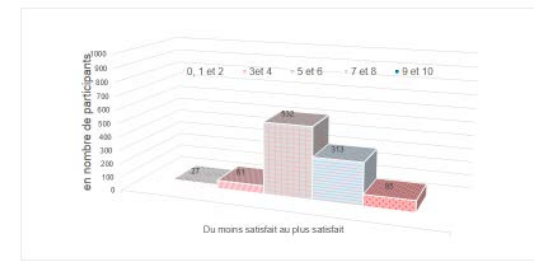 en nombre de participants
1000
900
800
700
600
500
400
300
200
100
0
0, 1 et 2 3et 4 5 et 6 7 et 8 9 et 10
27 61 532 313 85
Du moins satisfait au plus satisfait